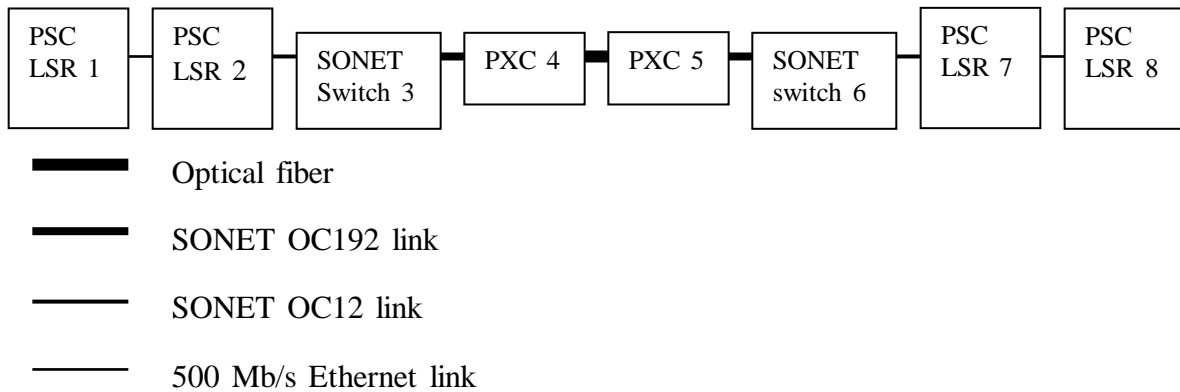 PSC
LSR 1
PSC
LSR 2
SONET
Switch 3
PXC 4
PXC 5
SONET
switch 6
PSC
LSR 7
PSC
LSR 8
Optical fiber
SONET OC192 link
SONET OC12 link
500 Mb/s Ethernet link